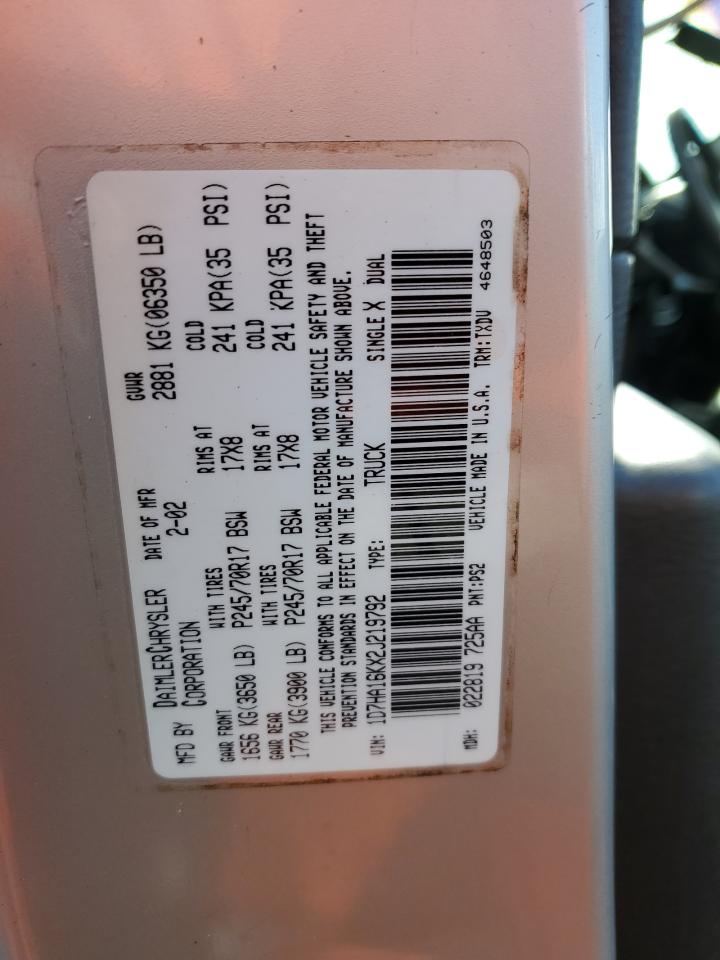 MFD BY DAIMLERCHRYSLER CORPORATION DATE OF MFR 2-02 GVWR 2881 KG(06350 LB)
GAWR FRONT WITH TIRES RIMS AT COLD
1656 KG(3650 LB) P245/70R17 BSW 17X8 241 KPA(35 PSI)
GAWR REAR WITH TIRES RIMS AT COLD
1770 KG(3900 LB) P245/70R17 BSW 17X8 241 KPA(35 PSI)
THIS VEHICLE CONFORMS TO ALL APPLICABLE FEDERAL MOTOR VEHICLE SAFETY AND THEFT
PREVENTION STANDARDS IN EFFECT ON THE DATE OF MANUFACTURE SHOWN ABOVE.
VIN: 1D7HA16KX2J219792 TYPE: TRUCK SINGLE X DUAL
MDH: 022819 725AA PNT:PS2 VEHICLE MADE IN U.S.A. TRM:TXDV 4648503